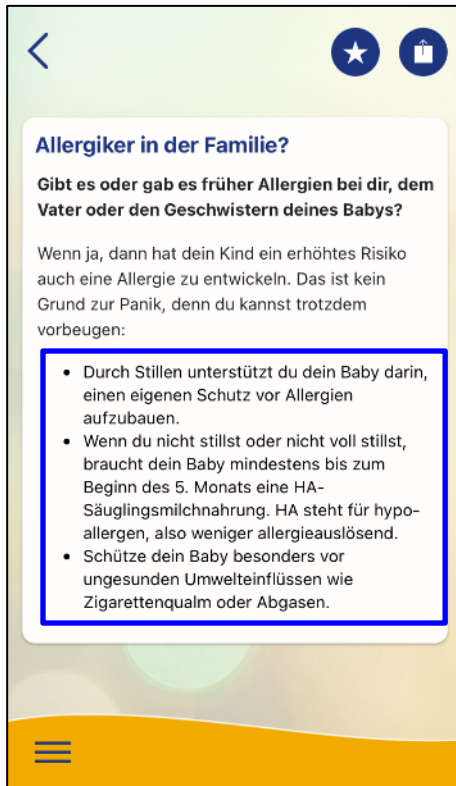 Allergiker in der Familie?
Gibt es oder gab es früher Allergien bei dir, dem
Vater oder den Geschwistern deines Babys?
Wenn ja, dann hat dein Kind ein erhöhtes Risiko
auch eine Allergie zu entwickeln. Das ist kein
Grund zur Panik, denn du kannst trotzdem
vorbeugen:
• Durch Stillen unterstützt du dein Baby darin,
einen eigenen Schutz vor Allergien
aufzubauen.
• Wenn du nicht stillst oder nicht voll stillst,
braucht dein Baby mindestens bis zum
Beginn des 5. Monats eine HA-
Säuglingsmilchnahrung. HA steht für hypo-
allergen, also weniger allergieauslösend.
• Schütze dein Baby besonders vor
ungesunden Umwelteinflüssen wie
Zigarettenqualm oder Abgasen.